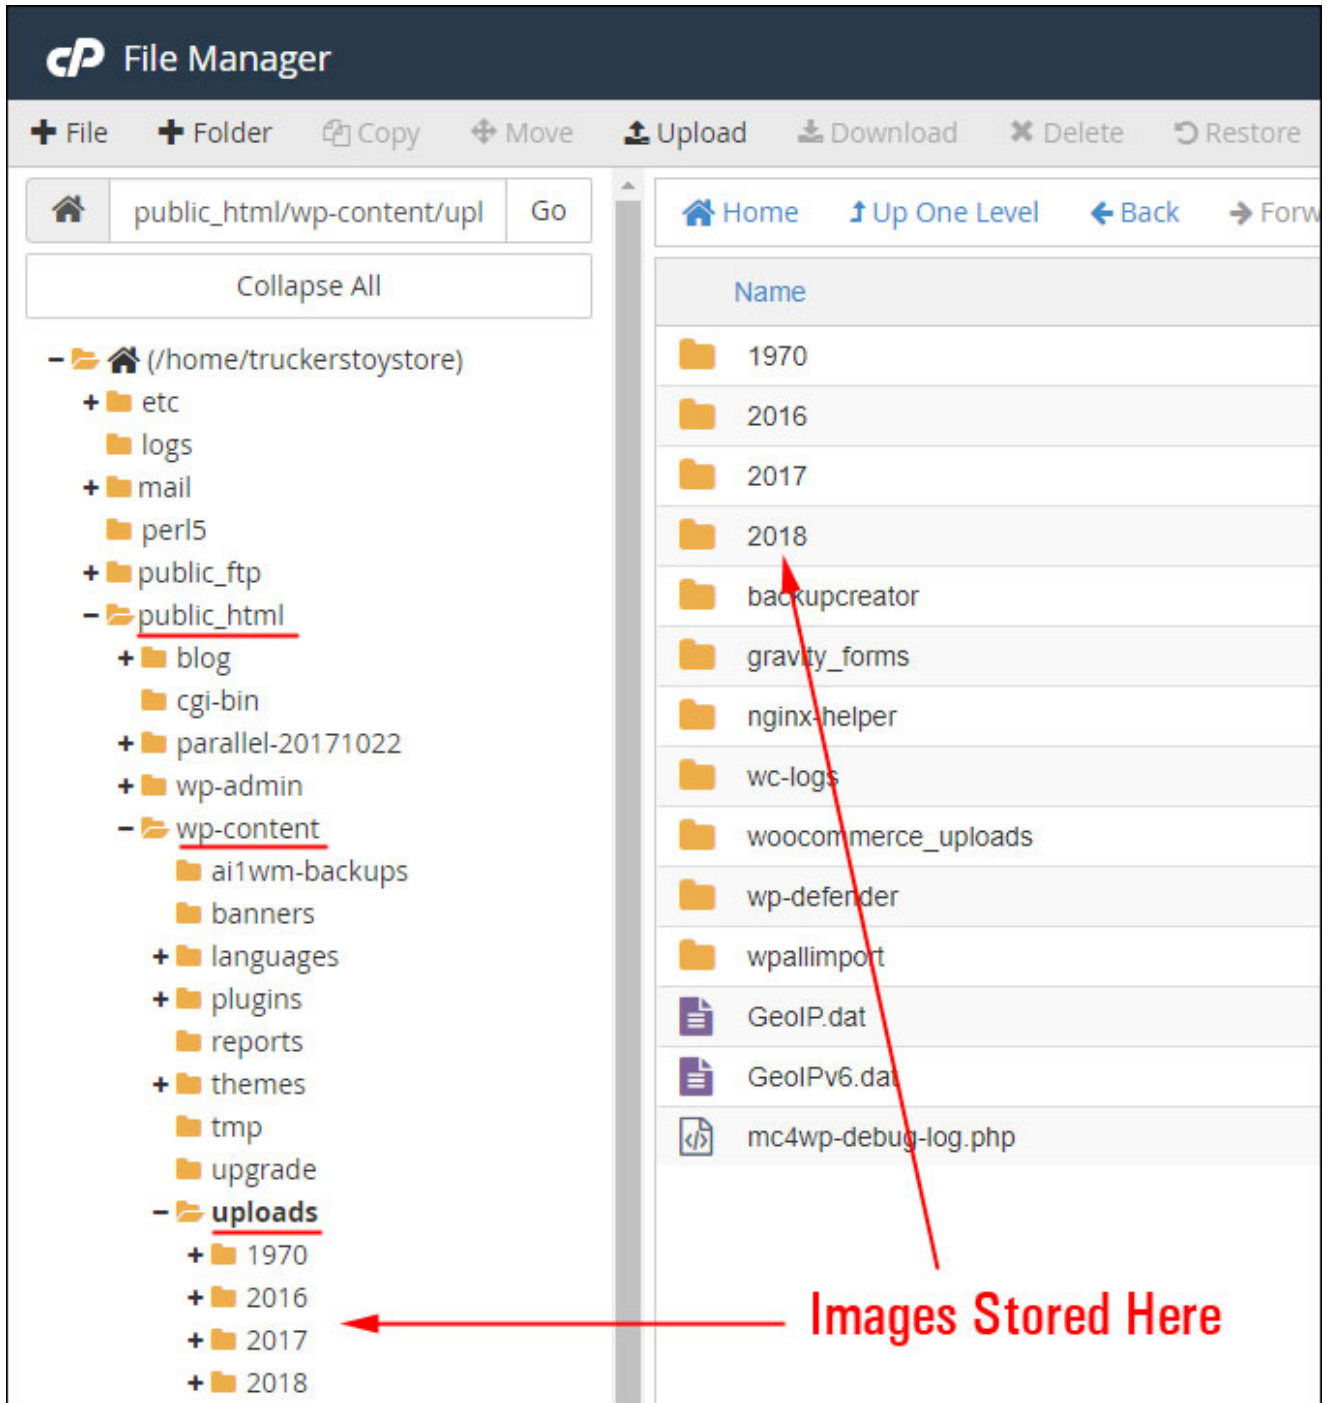 cP File Manager
File Folder Copy Move Upload Download Delete Restore
public_html/wp-content/upl Go
Collapse All
(/home/truckerstoystore)
etc
logs
mail
perl5
public_ftp
public_html
blog
cgi-bin
parallel-20171022
wp-admin
wp-content
ai1wm-backups
banners
languages
plugins
reports
themes
tmp
upgrade
uploads
1970
2016
2017
2018
Home Up One Level Back Forw
Name
1970
2016
2017
2018
backupcreator
gravity_forms
nginx-helper
wc-logs
woocommerce_uploads
wp-defender
wpallimport
GeoIP.dat
GeoIPv6.dat
mc4wp-debug-log.php
Images Stored Here